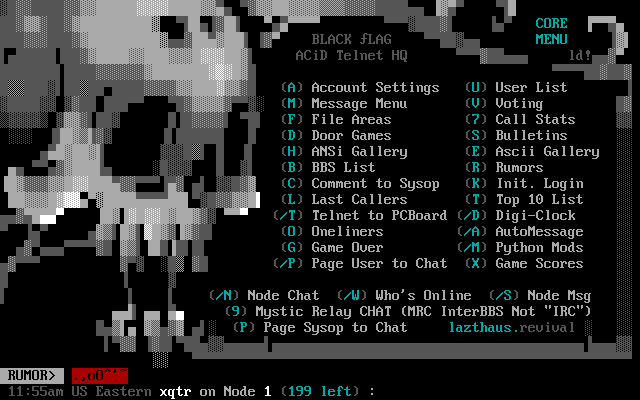 CORE
BLACK ƒLAG MENU
ACiD Telnet HQ ld!
(A) Account Settings (U) User List
(M) Message Menu (V) Voting
(F) File Areas (7) Call Stats
(D) Door Games (S) Bulletins
(H) ANSi Gallery (E) Ascii Gallery
(B) BBS List (R) Rumors
(C) Comment to Sysop (K) Init. Login
(L) Last Callers (T) Top 10 List
(/T) Telnet to PCBoard (/D) Digi-Clock
(O) Oneliners (/A) AutoMessage
(G) Game Over (/M) Python Mods
(/P) Page User to Chat (X) Game Scores
(/N) Node Chat (/W) Who's Online (/S) Node Msg
(9) Mystic Relay CHAT (MRC InterBBS Not "IRC")
(P) Page Sysop to Chat lazthaus.revival
RUMOR> .,oO^'~
11:55am US Eastern xqtr on Node 1 (199 left) :